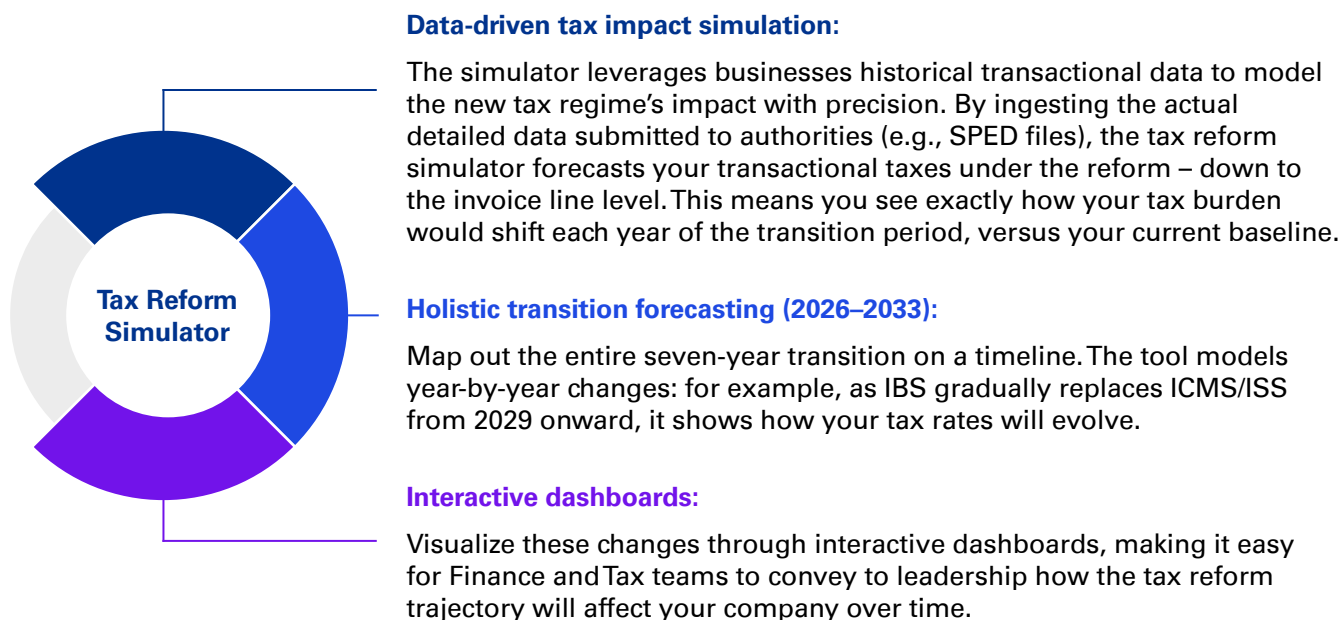 Data-driven tax impact simulation:
The simulator leverages businesses historical transactional data to model
the new tax regime's impact with precision. By ingesting the actual
detailed data submitted to authorities (e.g., SPED files), the tax reform
simulator forecasts your transactional taxes under the reform – down to
the invoice line level. This means you see exactly how your tax burden
would shift each year of the transition period, versus your current baseline.
Tax Reform
Simulator
Holistic transition forecasting (2026–2033):
Map out the entire seven-year transition on a timeline. The tool models
year-by-year changes: for example, as IBS gradually replaces ICMS/ISS
from 2029 onward, it shows how your tax rates will evolve.
Interactive dashboards:
Visualize these changes through interactive dashboards, making it easy
for Finance and Tax teams to convey to leadership how the tax reform
trajectory will affect your company over time.